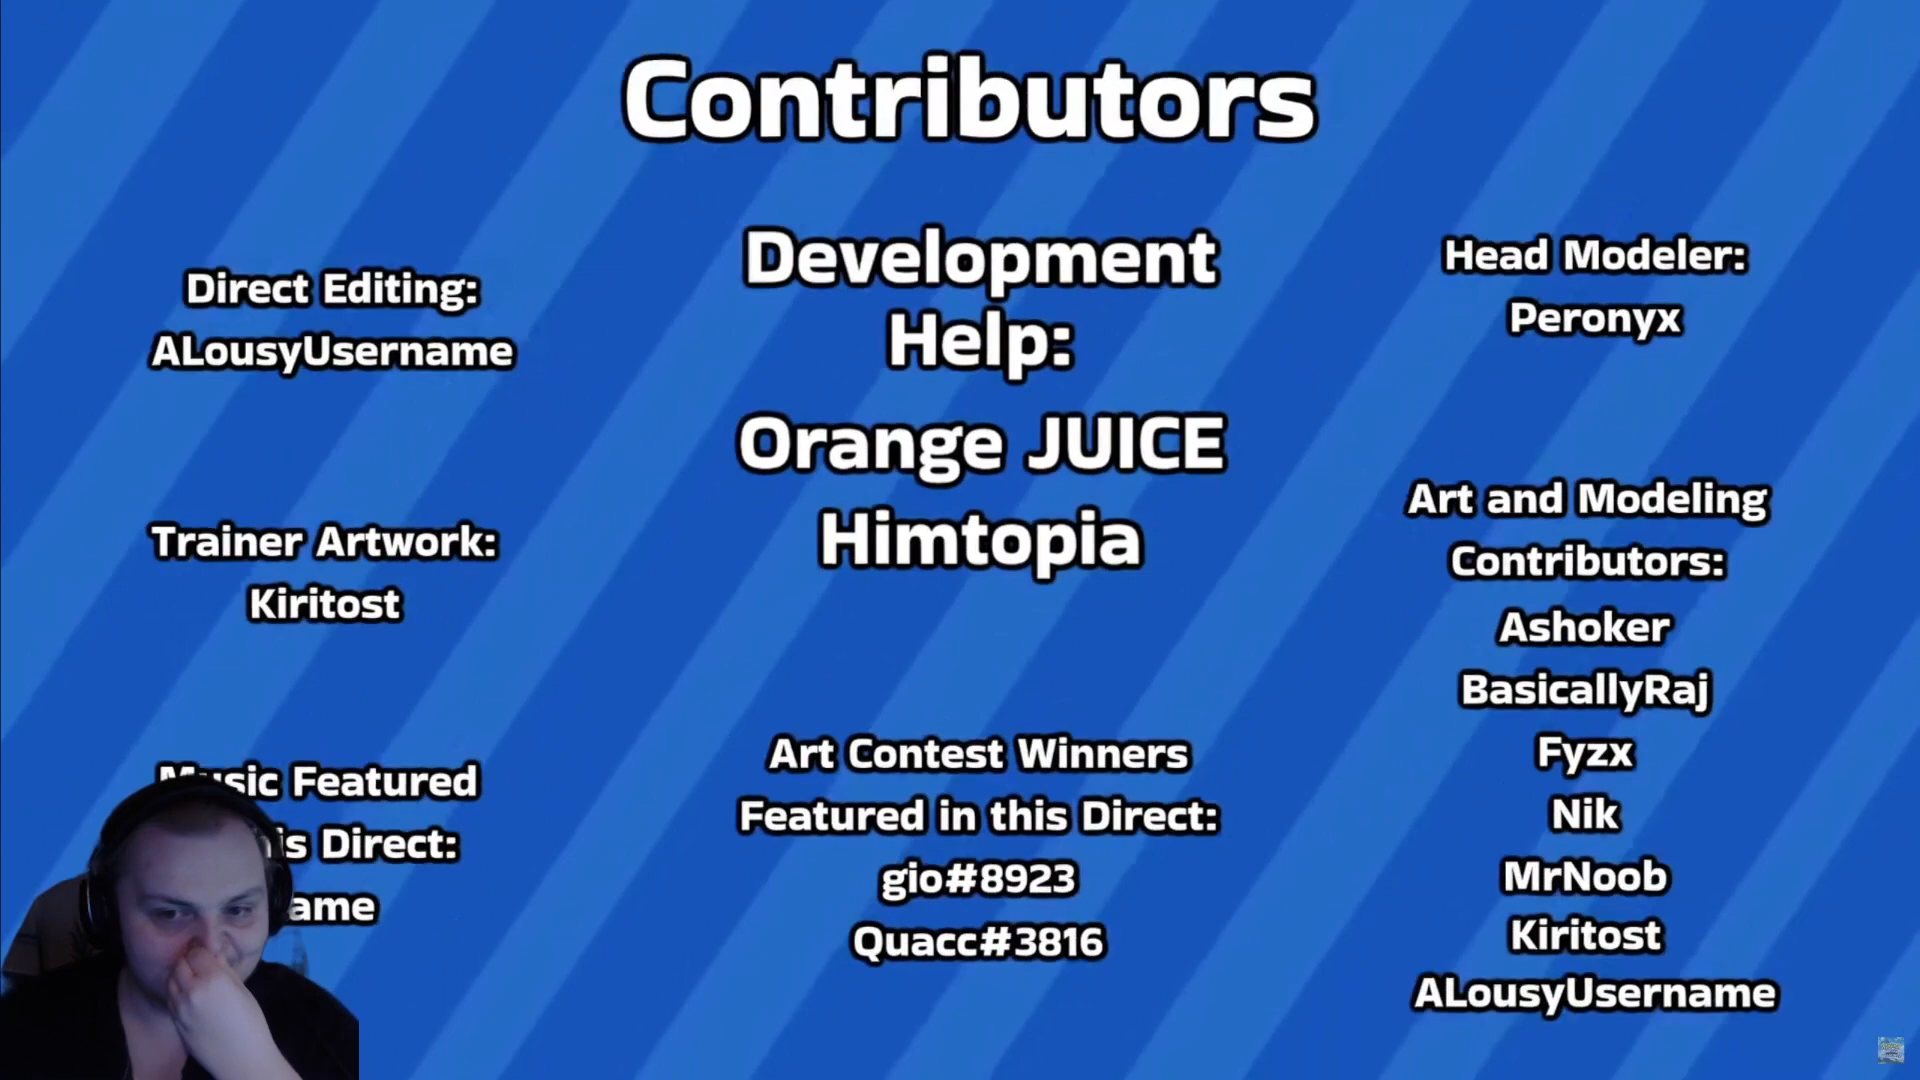 Contributors
Direct Editing:
ALousyUsername
Trainer Artwork:
Kiritost
Featured
Direct:
Development
Help:
Orange JUICE
Himtopia
Art Contest Winners
Featured in this Direct:
gio#8923
Quacc#3816
Head Modeler:
Peronyx
Art and Modeling
Contributors:
Ashoker
BasicallyRaj
Fyzx
Nik
MrNoob
Kiritost
ALousyUsername